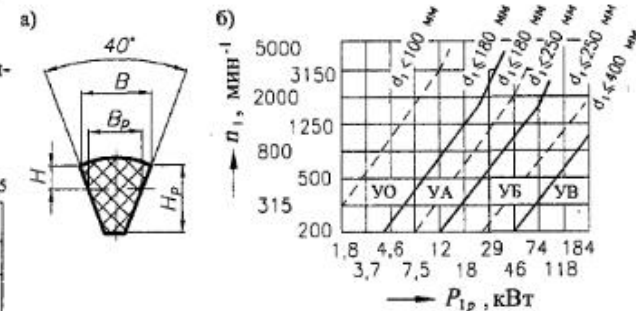 а)
40°
B
Bp
H
Hp
б)
n₁, мин⁻¹
5000
3150
2000
1250
800
500
315
200
d₁≤100 мм
d₁≤180 мм
d₁≤180 мм
d₁≤250 мм
d₁≤250 мм
d₁≤400 мм
УО
УА
УБ
УВ
1,8 4,6 12 29 74 184
3,7 7,5 18 46 118
P₁ₚ, кВт